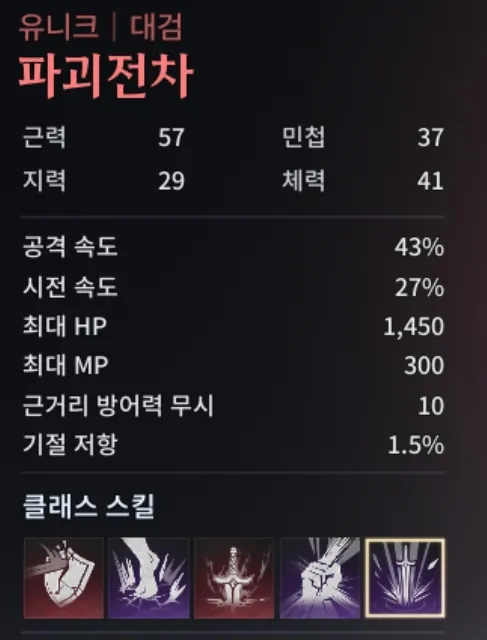 유니크 | 대검
파괴전차
근력 57 민첩 37
지력 29 체력 41
공격 속도 43%
시전 속도 27%
최대 HP 1,450
최대 MP 300
근거리 방어력 무시 10
기절 저항 1.5%
클래스 스킬